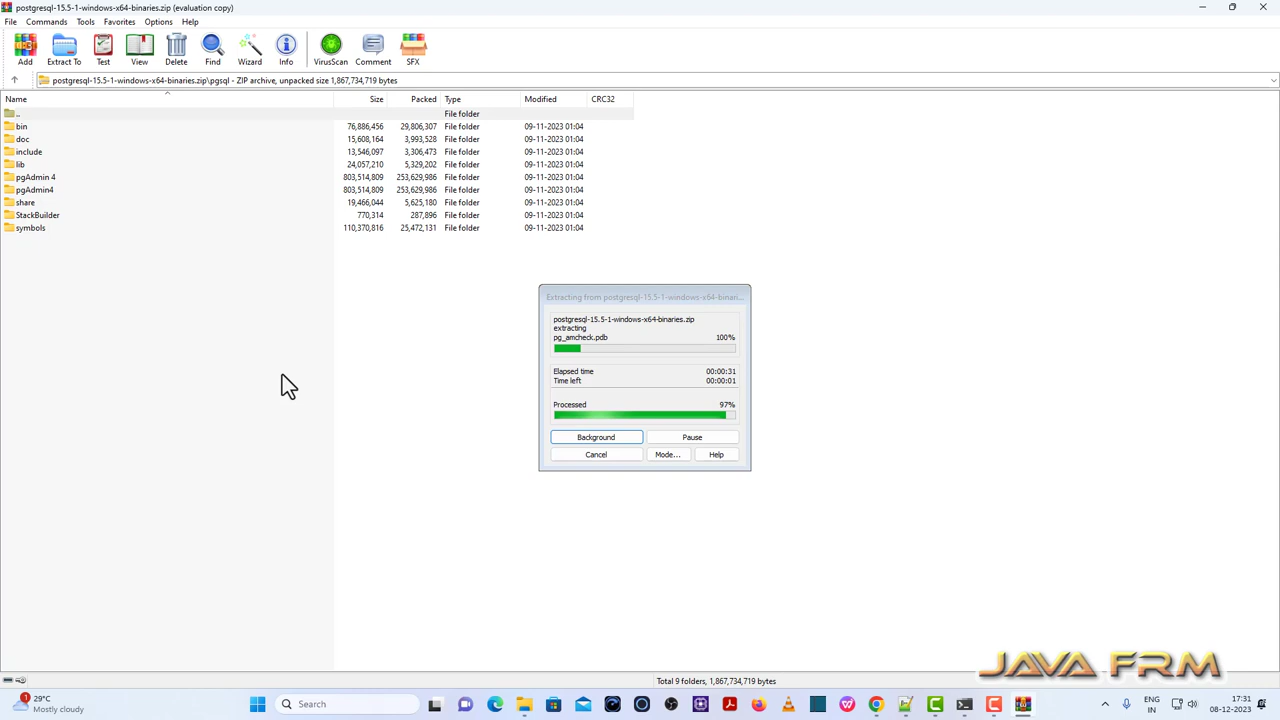 postgresql-15.5-1-windows-x64-binaries.zip (evaluation copy)
File Commands Tools Favorites Options Help
Add Extract To Test View Delete Find Wizard Info VirusScan Comment SFX
postgresql-15.5-1-windows-x64-binaries.zip\pgsql - ZIP archive, unpacked size 1,867,734,719 bytes
Name Size Packed Type Modified CRC32
.. File folder
bin 76,886,456 29,806,307 File folder 09-11-2023 01:04
doc 15,608,164 3,993,528 File folder 09-11-2023 01:04
include 13,546,097 3,306,473 File folder 09-11-2023 01:04
lib 24,057,210 5,329,202 File folder 09-11-2023 01:04
pgAdmin 4 803,514,809 253,629,986 File folder 09-11-2023 01:04
pgAdmin4 803,514,809 253,629,986 File folder 09-11-2023 01:04
share 19,466,044 5,625,180 File folder 09-11-2023 01:04
StackBuilder 770,314 287,896 File folder 09-11-2023 01:04
symbols 110,370,816 25,472,131 File folder 09-11-2023 01:04
Extracting from postgresql-15.5-1-windows-x64-binari...
postgresql-15.5-1-windows-x64-binaries.zip
extracting
pg_amcheck.pdb 100%
Elapsed time 00:00:31
Time left 00:00:01
Processed 97%
Background Pause
Cancel Mode... Help
JAVA FRM
Total 9 folders, 1,867,734,719 bytes
1 29°C
Mostly cloudy
Search
ENG
IN
17:31
08-12-2023